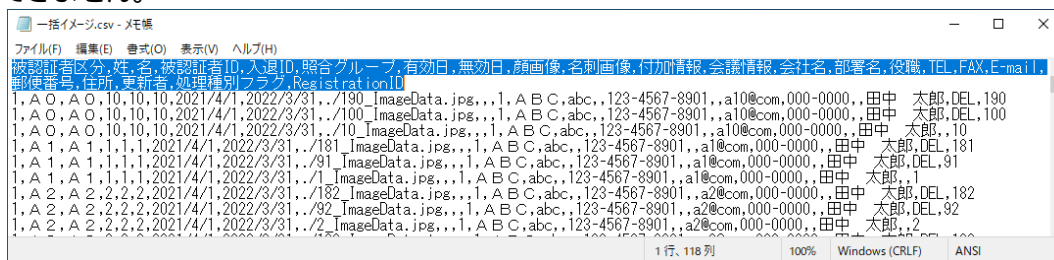 できません。
一括イメージ.csv - メモ帳
ファイル(F) 編集(E) 書式(O) 表示(V) ヘルプ(H)
被認証者区分,姓,名,被認証者ID,入退ID,照合グループ,有効日,無効日,顔画像,名刺画像,付加情報,会議情報,会社名,部署名,役職,TEL,FAX,E-mail,
郵便番号,住所,更新者,処理種別フラグ,RegistrationID
1,A０,A０,10,10,10,2021/4/1,2022/3/31,./190_ImageData.jpg,,,1,ＡＢＣ,abc,,123-4567-8901,,a10@com,000-0000,,田中　太郎,DEL,190
1,A０,A０,10,10,10,2021/4/1,2022/3/31,./100_ImageData.jpg,,,1,ＡＢＣ,abc,,123-4567-8901,,a10@com,000-0000,,田中　太郎,DEL,100
1,A０,A０,10,10,10,2021/4/1,2022/3/31,./10_ImageData.jpg,,,1,ＡＢＣ,abc,,123-4567-8901,,a10@com,000-0000,,田中　太郎,,10
1,A１,A１,1,1,1,2021/4/1,2022/3/31,./181_ImageData.jpg,,,1,ＡＢＣ,abc,,123-4567-8901,,a1@com,000-0000,,田中　太郎,DEL,181
1,A１,A１,1,1,1,2021/4/1,2022/3/31,./91_ImageData.jpg,,,1,ＡＢＣ,abc,,123-4567-8901,,a1@com,000-0000,,田中　太郎,DEL,91
1,A１,A１,1,1,1,2021/4/1,2022/3/31,./1_ImageData.jpg,,,1,ＡＢＣ,abc,,123-4567-8901,,a1@com,000-0000,,田中　太郎,,1
1,A２,A２,2,2,2,2021/4/1,2022/3/31,./182_ImageData.jpg,,,1,ＡＢＣ,abc,,123-4567-8901,,a2@com,000-0000,,田中　太郎,DEL,182
1,A２,A２,2,2,2,2021/4/1,2022/3/31,./92_ImageData.jpg,,,1,ＡＢＣ,abc,,123-4567-8901,,a2@com,000-0000,,田中　太郎,DEL,92
1,A２,A２,2,2,2,2021/4/1,2022/3/31,./2_ImageData.jpg,,,1,ＡＢＣ,abc,,123-4567-8901,,a2@com,000-0000,,田中　太郎,,2
1行、118列 100% Windows (CRLF) ANSI